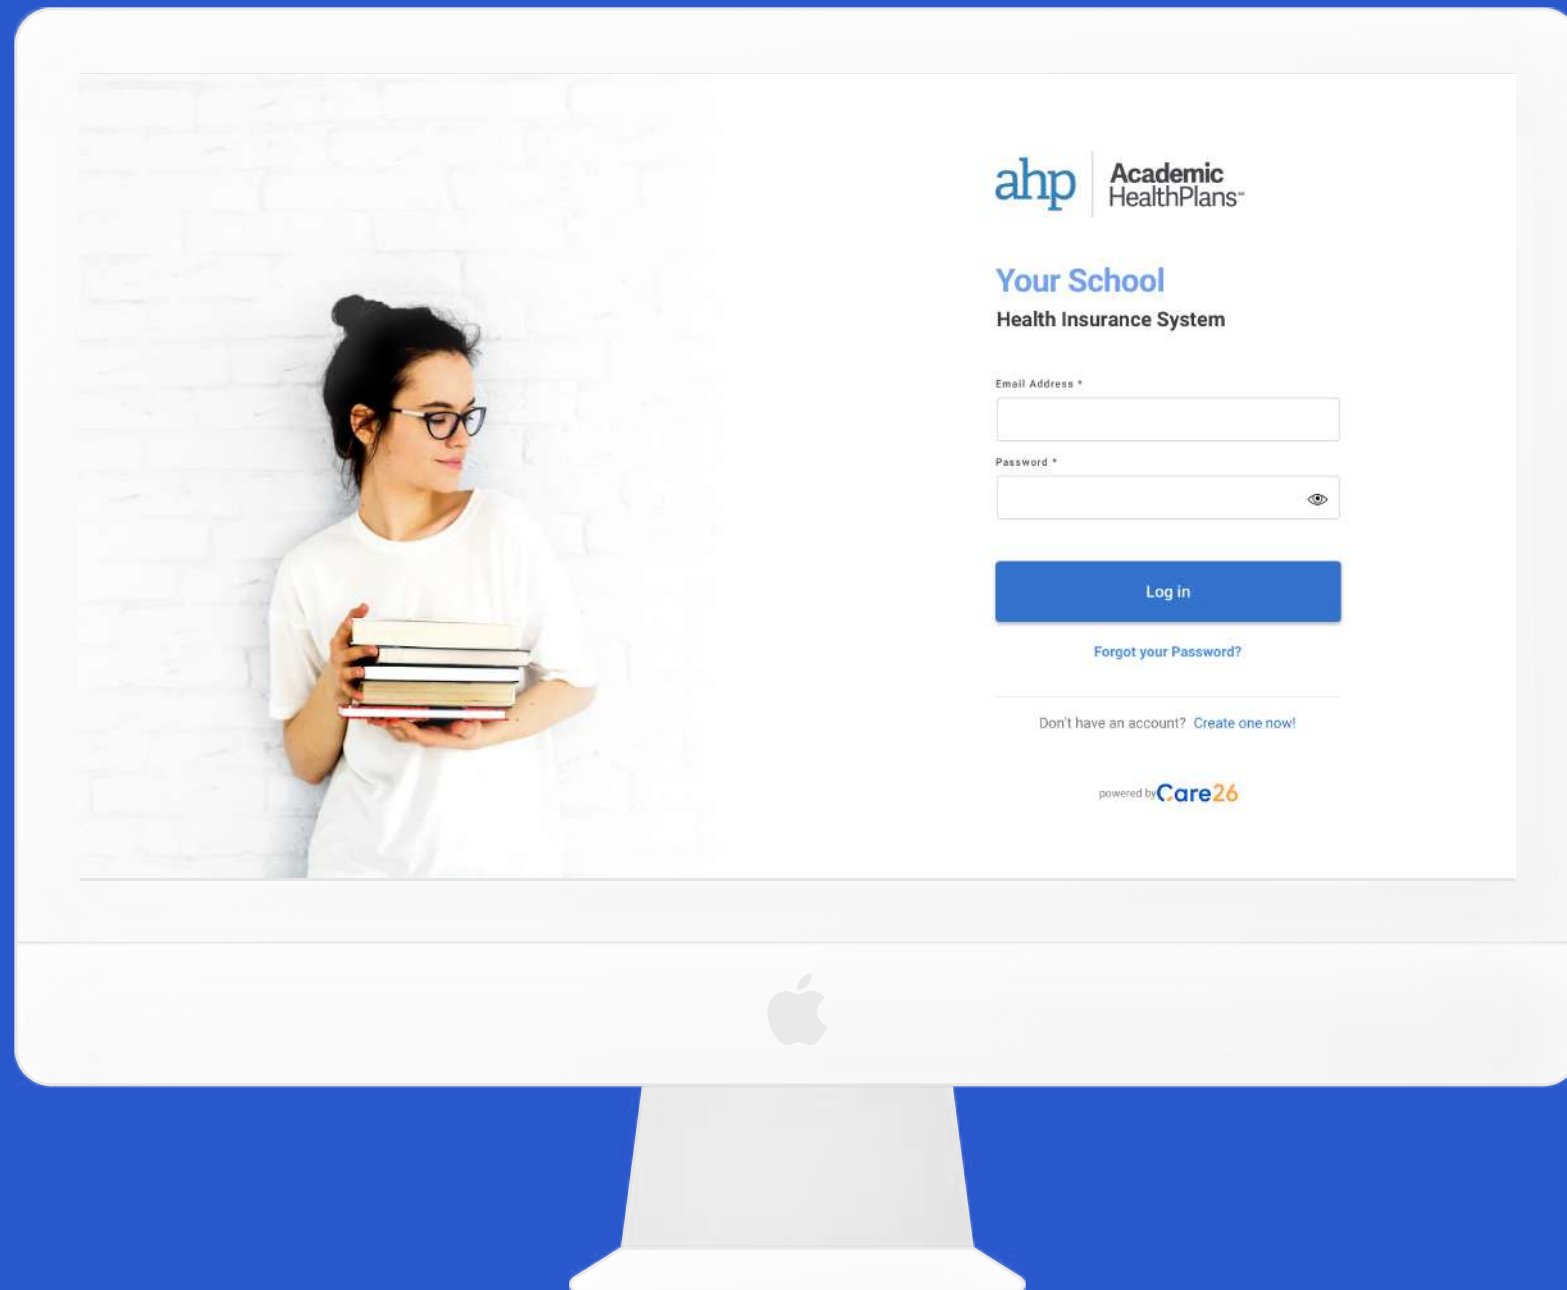 ahp
Academic
HealthPlans℠
Your School
Health Insurance System
Email Address *
Password *
Log in
Forgot your Password?
Don't have an account? Create one now!
powered by Care26